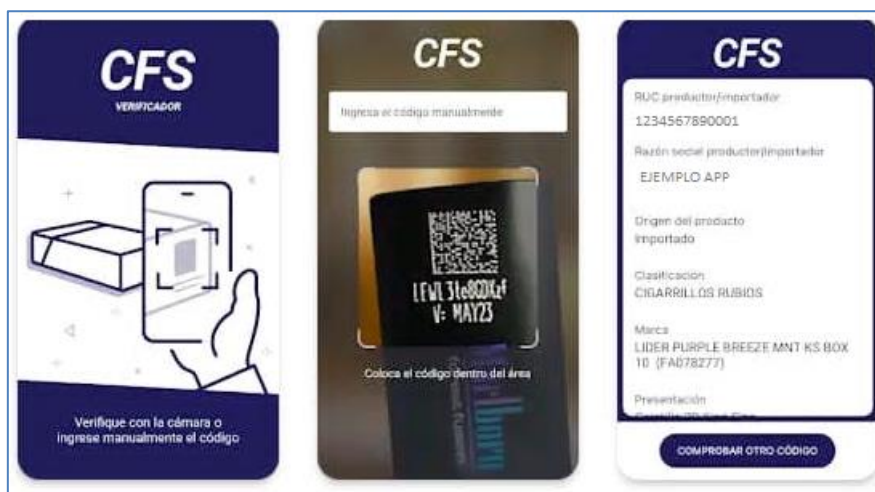 CFS
VERIFICADOR
Verifique con la cámara o
ingrese manualmente el código
CFS
Ingresa el código manualmente
V: MAY23
Coloca el código dentro del área
CFS
RUC productor/importador
1234567890001
Razón social productor/importador
EJEMPLO APP
Origen del producto
Importado
Clasificación
CIGARRILLOS RUBIOS
Marca
LIDER PURPLE BREEZE MNT KS BOX
10 (FA078277)
Presentación
COMPROBAR OTRO CÓDIGO